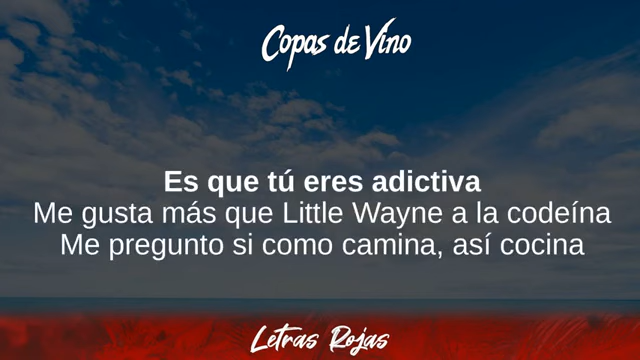 Copas de Vino
Es que tú eres adictiva
Me gusta más que Little Wayne a la codeína
Me pregunto si como camina, así cocina
Letras Rojas